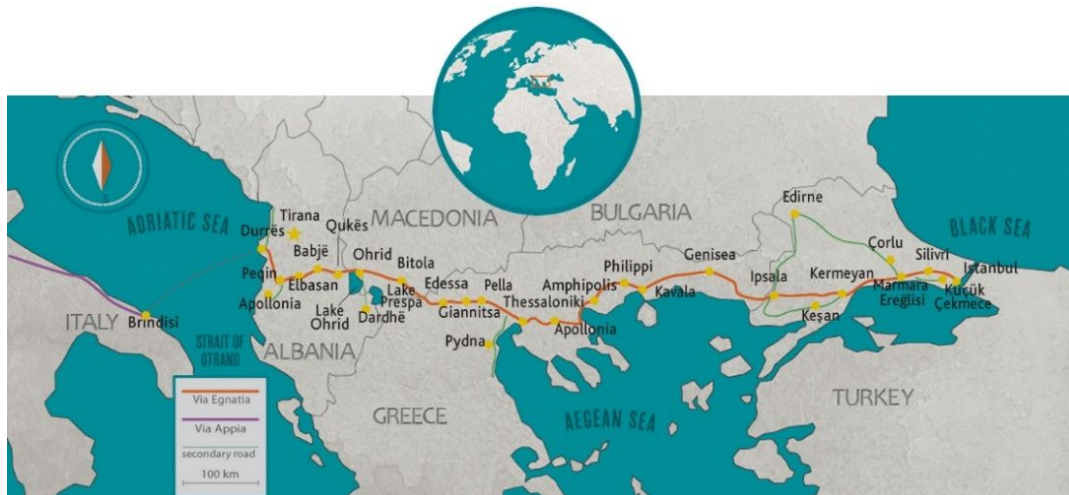 Edirne
BULGARIA
MACEDONIA
BLACK SEA
ADRIATIC SEA
Tirana
Qukës
Durrës
Babjë
Ohrid
Bitola
Genisea
Çorlu
Silivri
Istanbul
Peqin
Elbasan
Lake
Prespa
Edessa
Pella
Philippi
Amphipolis
Ipsala
Kermeyan
Marmara
Ereğlisi
Küçük
Çekmece
Apollonia
Lake
Ohrid
Dardhë
Giannitsa
Thessaloniki
Kavala
Keşan
Brindisi
ITALY
STRAIT OF
OTRANO
ALBANIA
Pydna
Apollonia
GREECE
AEGEAN SEA
TURKEY
Via Egnatia
Via Appia
secondary road
100 km